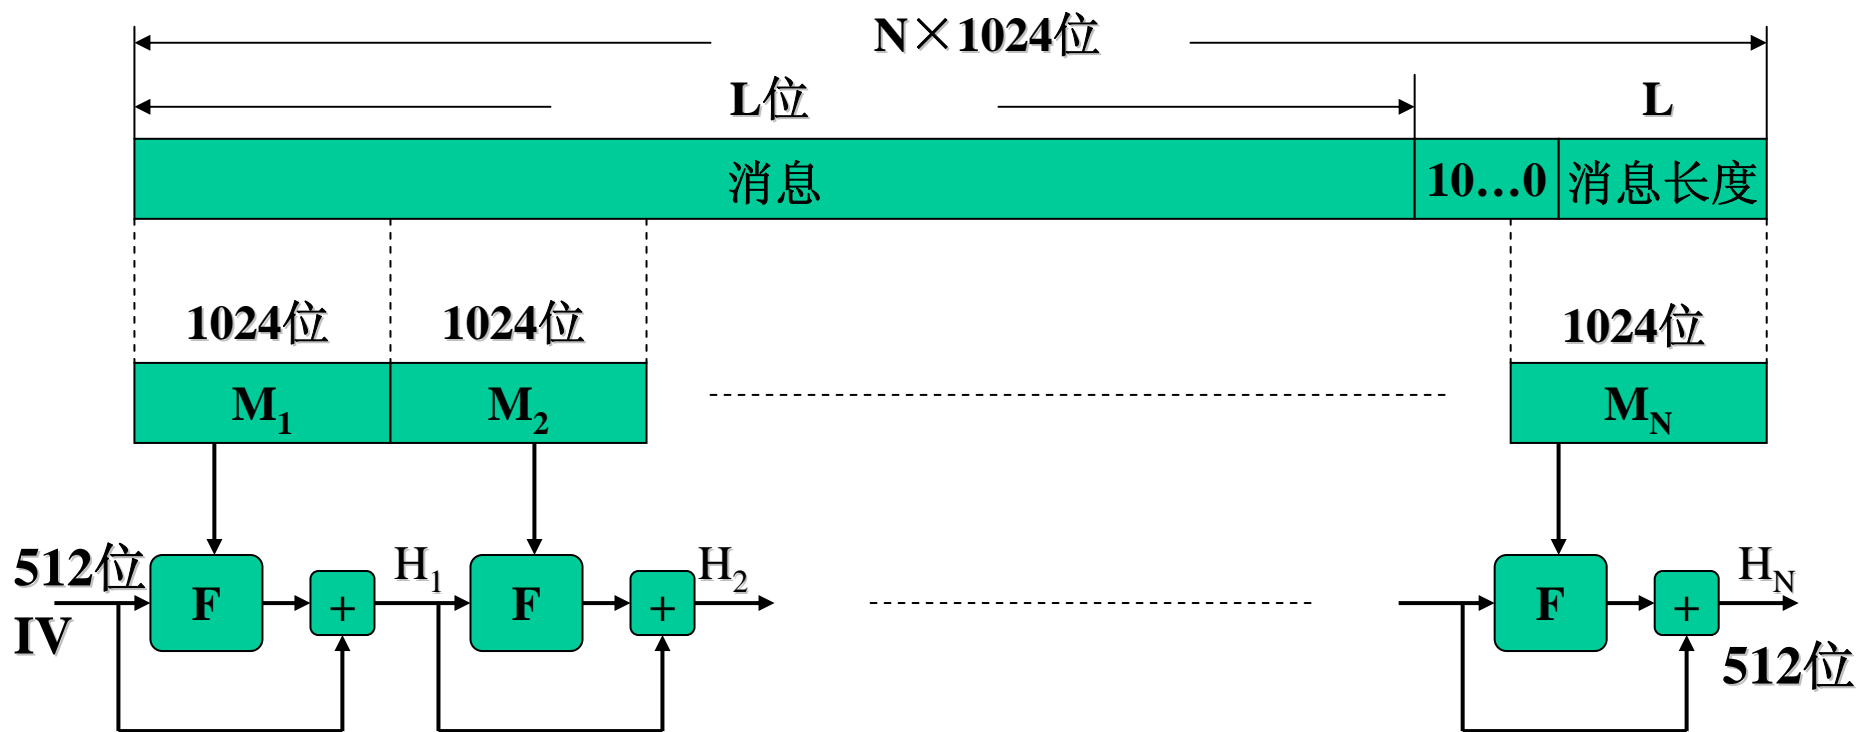 N×1024位
L位 L
消息 10…0 消息长度
1024位 1024位 1024位
M1 M2 MN
512位 F + H1 F + H2 F + HN
IV 512位